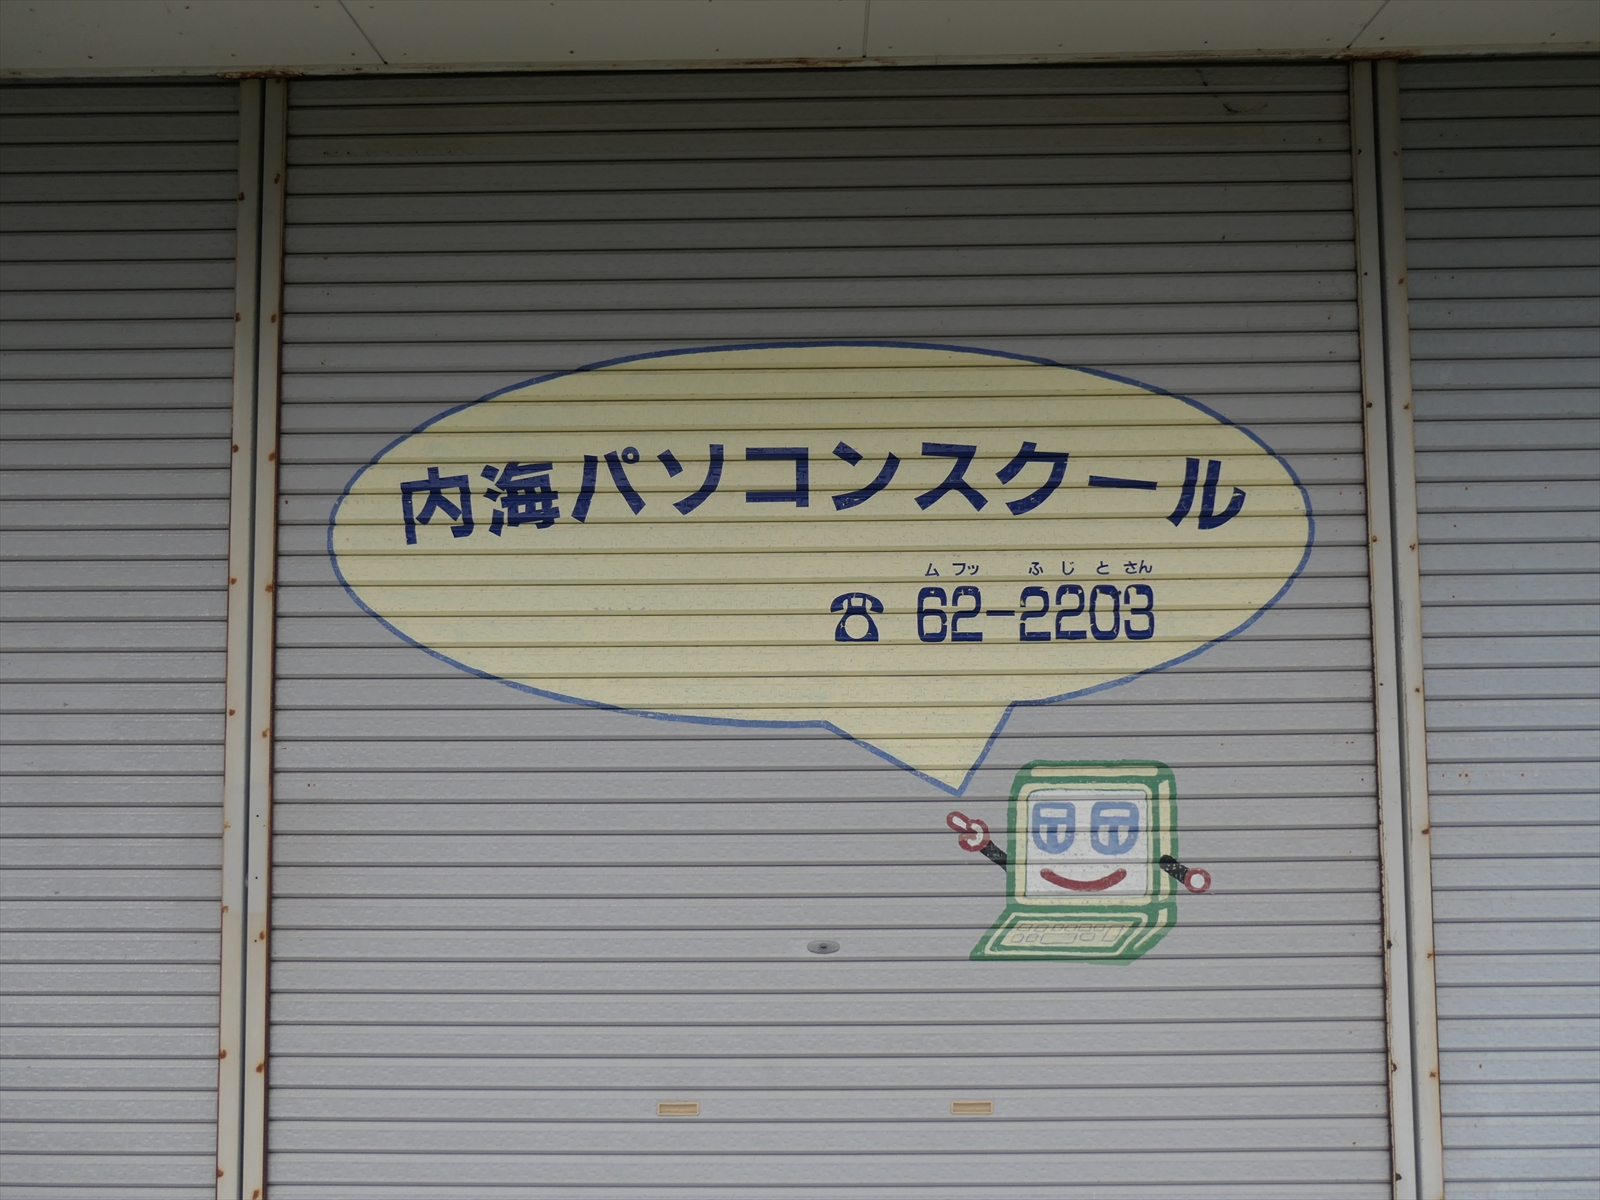 内海パソコンスクール
ム フッ ふ じ と さん
☎ 62-2203